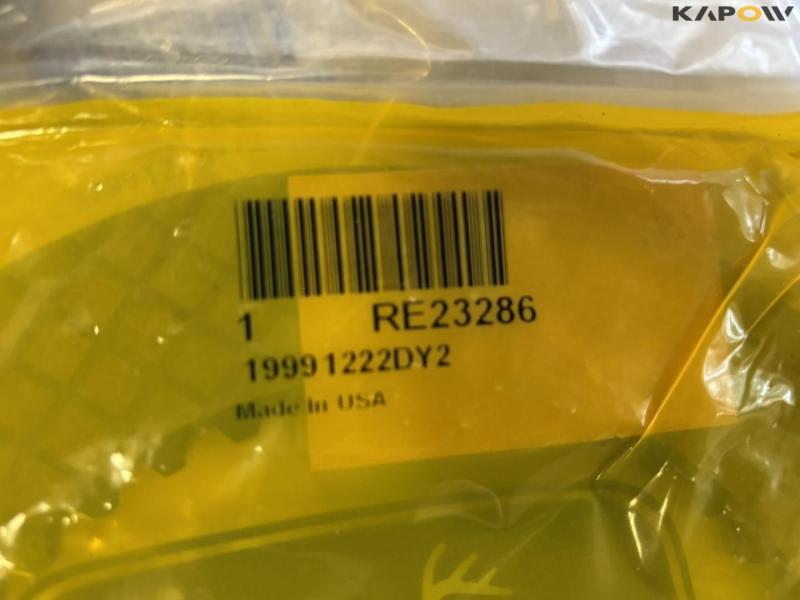 KAPOW
1 RE23286
19991222DY2
Made In USA